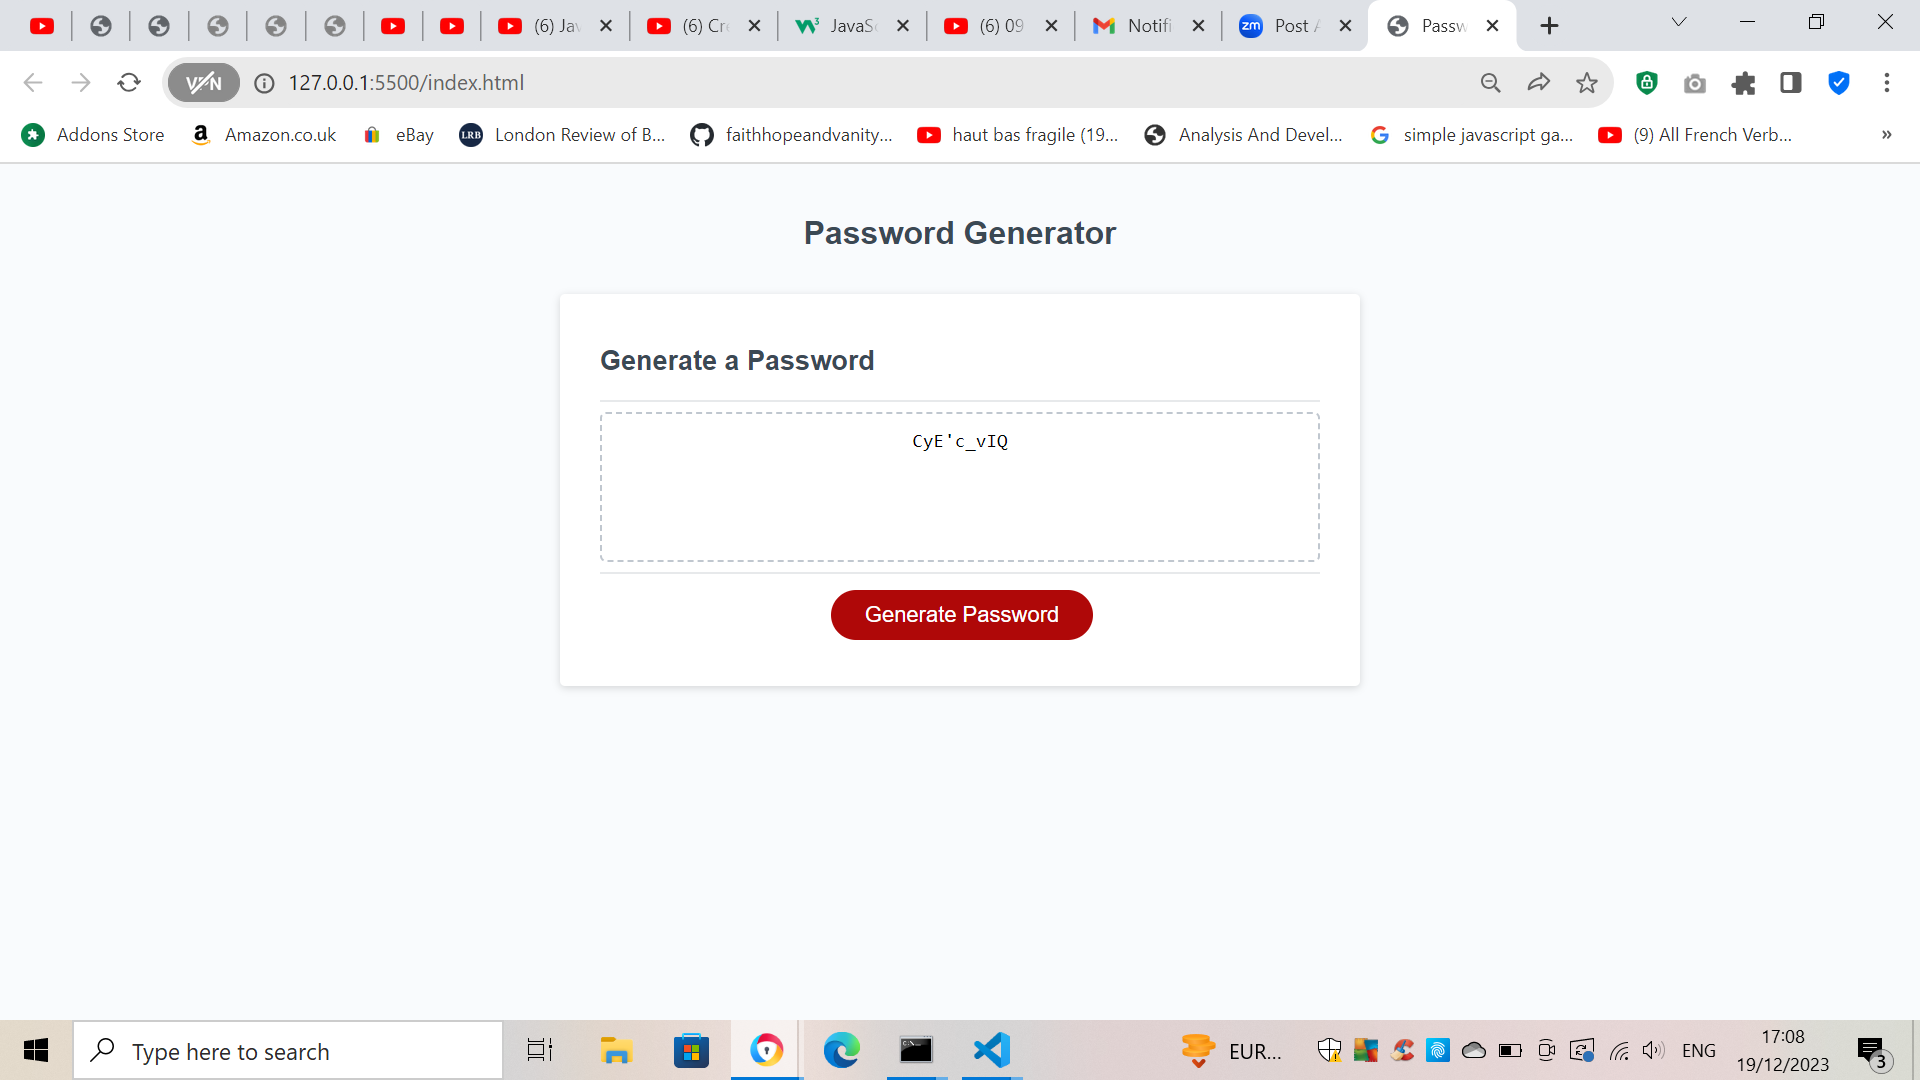 (6) Jav
(6) Cre
JavaSc
(6) 09
Notifi
zm Post A
Passw
VPN 127.0.0.1:5500/index.html
Addons Store
Amazon.co.uk
eBay
LRB London Review of B...
faithhopeandvanity...
haut bas fragile (19...
Analysis And Devel...
simple javascript ga...
(9) All French Verb...
»
Password Generator
Generate a Password
CyE'c_vIQ
Generate Password
Type here to search
EUR...
ENG
17:08
19/12/2023
3